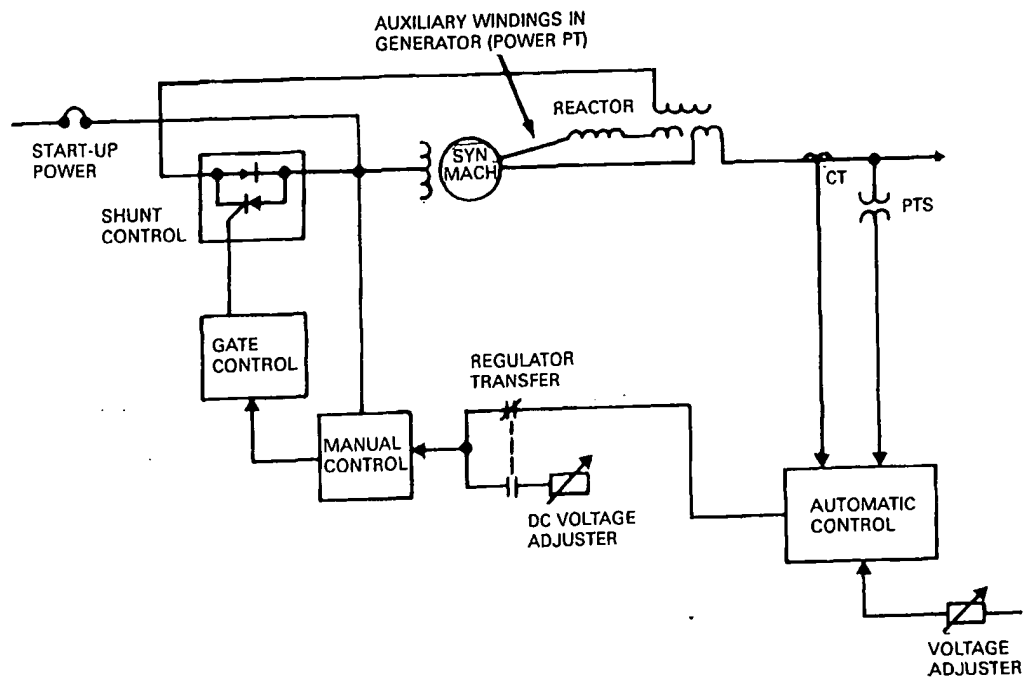 AUXILIARY WINDINGS IN
GENERATOR (POWER PT)
REACTOR
START-UP
POWER
SYN
MACH
CT
PTS
SHUNT
CONTROL
GATE
CONTROL
REGULATOR
TRANSFER
MANUAL
CONTROL
DC VOLTAGE
ADJUSTER
AUTOMATIC
CONTROL
VOLTAGE
ADJUSTER